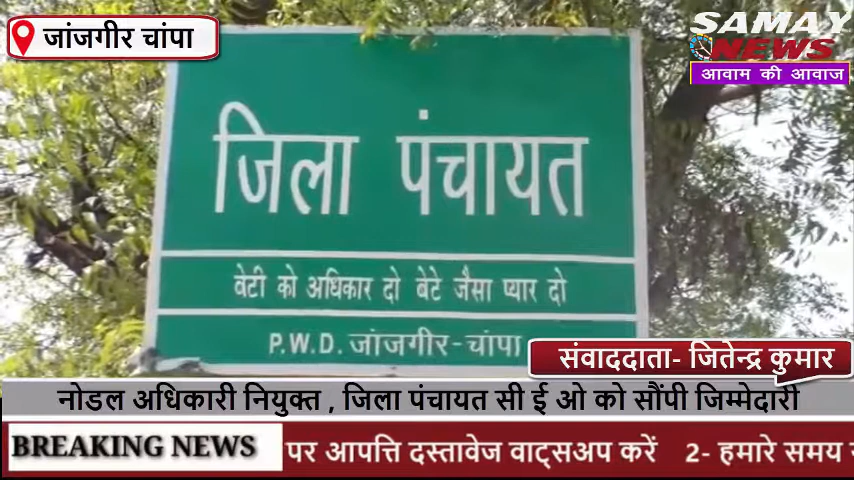 जांजगीर चांपा
SAMAY
NEWS
आवाम की आवाज
जिला पंचायत
वेटी को अधिकार दो बेटे जैसा प्यार दो
P.W.D. जांजगीर-चांपा
संवाददाता- जितेन्द्र कुमार
नोडल अधिकारी नियुक्त , जिला पंचायत सी ई ओ को सौंपी जिम्मेदारी
BREAKING NEWS पर आपत्ति दस्तावेज वाट्सअप करें 2- हमारे समय